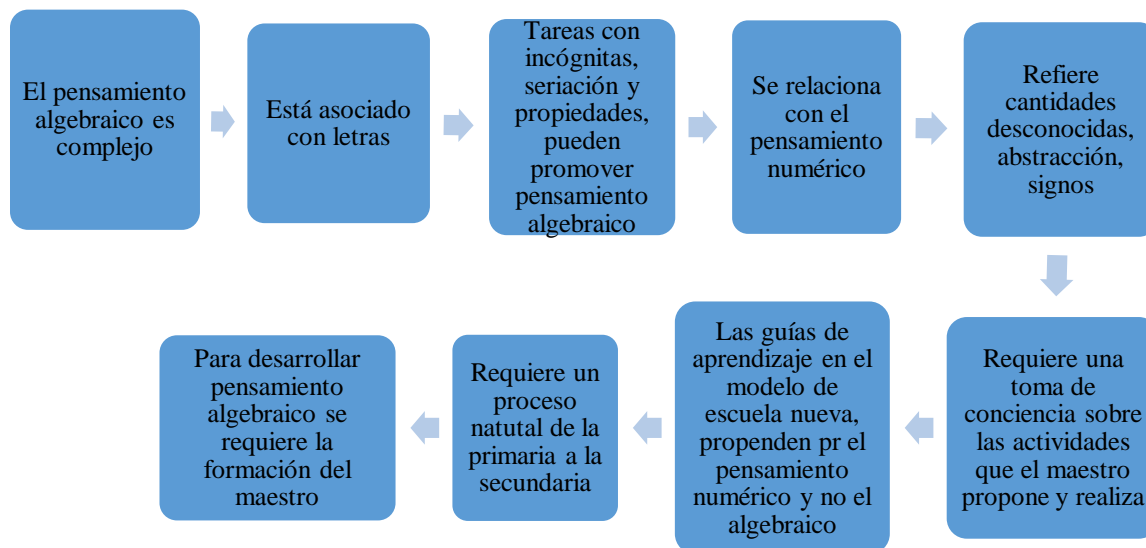 El pensamiento
algebraico es
complejo
Está asociado
con letras
Tareas con
incógnitas,
seriación y
propiedades,
pueden
promover
pensamiento
algebraico
Se relaciona
con el
pensamiento
numérico
Refiere
cantidades
desconocidas,
abstracción,
signos
Requiere una
toma de
conciencia sobre
las actividades
que el maestro
propone y realiza
Las guías de
aprendizaje en el
modelo de
escuela nueva,
propenden pr el
pensamiento
numérico y no el
algebraico
Requiere un
proceso
natutal de la
primaria a la
secundaria
Para desarrollar
pensamiento
algebraico se
requiere la
formación del
maestro